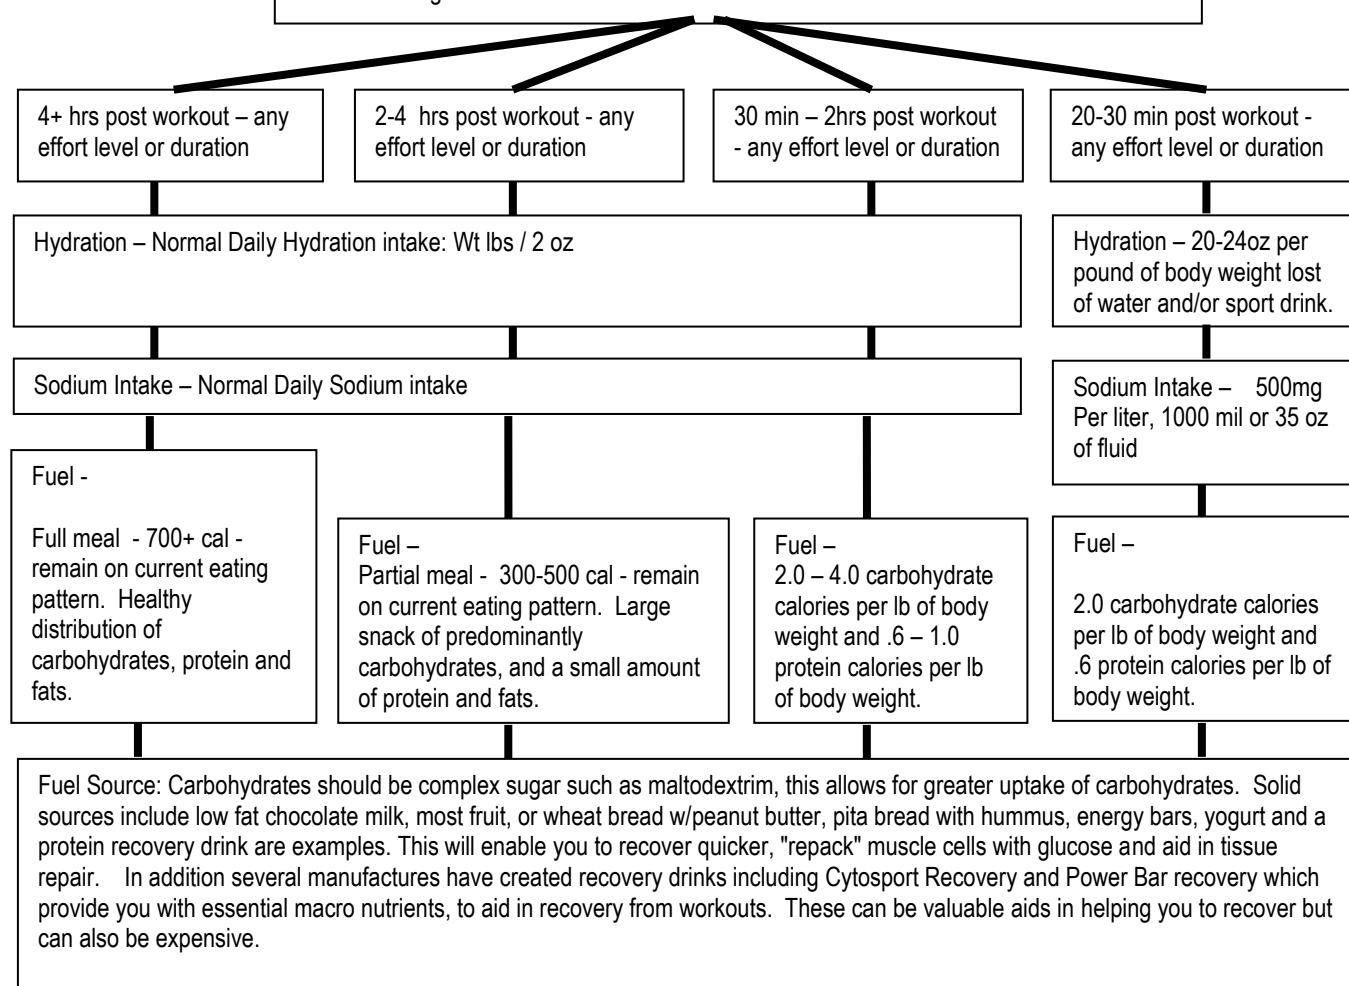 4+ hrs post workout – any
effort level or duration
2-4  hrs post workout - any
effort level or duration
30 min – 2hrs post workout
- any effort level or duration
20-30 min post workout -
any effort level or duration
Hydration – Normal Daily Hydration intake: Wt lbs / 2 oz
Hydration – 20-24oz per
pound of body weight lost
of water and/or sport drink.
Sodium Intake – Normal Daily Sodium intake
Sodium Intake –    500mg
Per liter, 1000 mil or 35 oz
of fluid
Fuel -
Full meal  - 700+ cal -
remain on current eating
pattern.  Healthy
distribution of
carbohydrates, protein and
fats.
Fuel –
Partial meal -  300-500 cal - remain
on current eating pattern.  Large
snack of predominantly
carbohydrates, and a small amount
of protein and fats.
Fuel –
2.0 – 4.0 carbohydrate
calories per lb of body
weight and .6 – 1.0
protein calories per lb
of body weight.
Fuel –
2.0 carbohydrate calories
per lb of body weight and
.6 protein calories per lb of
body weight.
Fuel Source: Carbohydrates should be complex sugar such as maltodextrim, this allows for greater uptake of carbohydrates.  Solid
sources include low fat chocolate milk, most fruit, or wheat bread w/peanut butter, pita bread with hummus, energy bars, yogurt and a
protein recovery drink are examples. This will enable you to recover quicker, "repack" muscle cells with glucose and aid in tissue
repair.    In addition several manufactures have created recovery drinks including Cytosport Recovery and Power Bar recovery which
provide you with essential macro nutrients, to aid in recovery from workouts.  These can be valuable aids in helping you to recover but
can also be expensive.